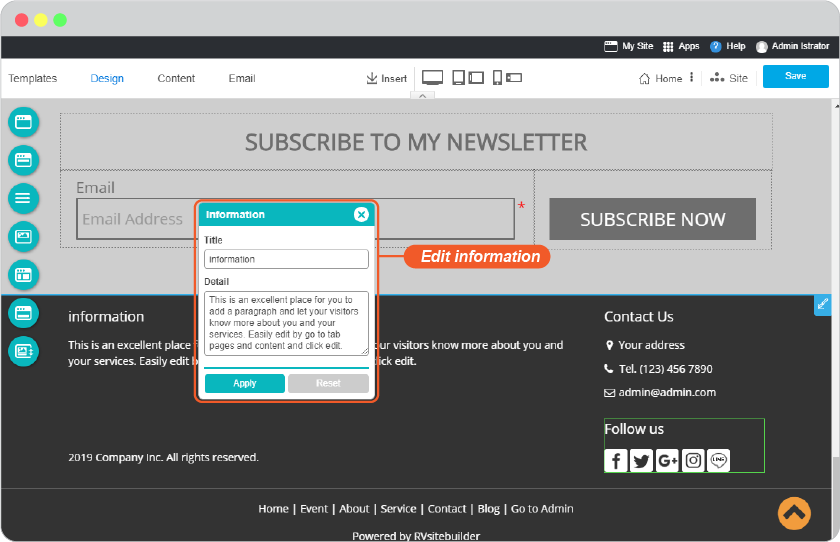 My Site Apps Help Admin Istrator
Templates Design Content Email Insert Home Site Save
SUBSCRIBE TO MY NEWSLETTER
Email
Email Address *
SUBSCRIBE NOW
Information
Title
information
Detail
This is an excellent place for you to
add a paragraph and let your visitors
know more about you and your
services. Easily edit by go to tab
pages and content and click edit.
Apply Reset
Edit information
information
This is an excellent place f
ur visitors know more about you and
your services. Easily edit b
ick edit.
2019 Company Inc. All rights reserved.
Contact Us
Your address
Tel. (123) 456 7890
admin@admin.com
Follow us
LINE
Home | Event | About | Service | Contact | Blog | Go to Admin
Powered by RVsitebuilder